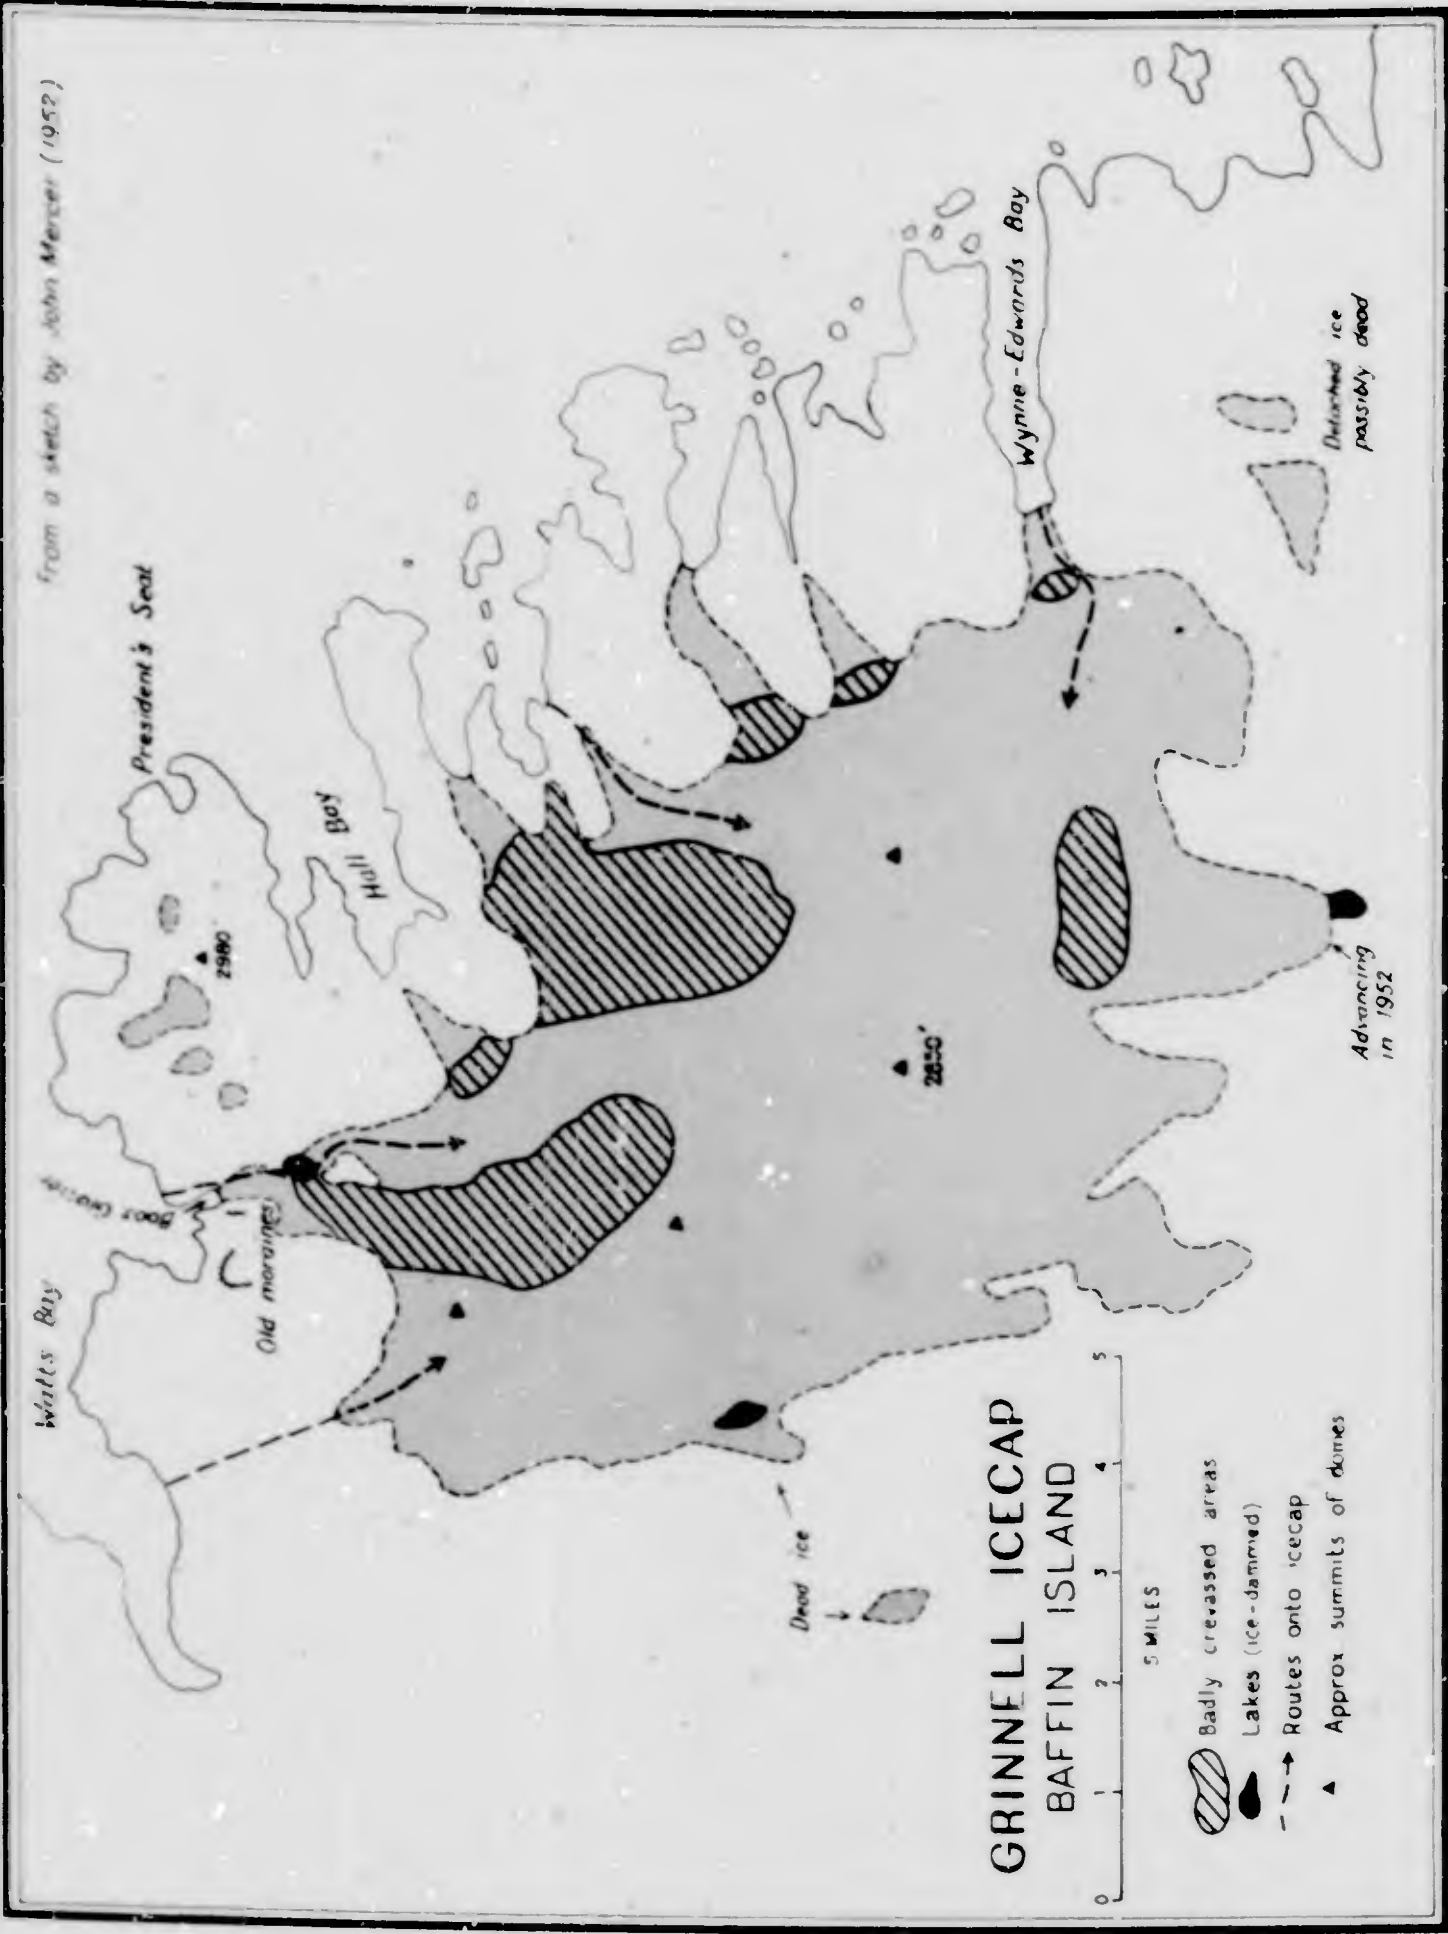 From a sketch by John Mercer (1952)
President's Seat
2980'
Hall Bay
Watts Bay
Boot Glacier
Old moraines
Wynne-Edwards Bay
Detached ice
possibly dead
2850'
Advancing
in 1952
Dead ice
GRINNELL ICECAP
BAFFIN ISLAND
0 1 2 3 4 5
5 MILES
Badly crevassed areas
Lakes (ice-dammed)
Routes onto icecap
Approx summits of domes